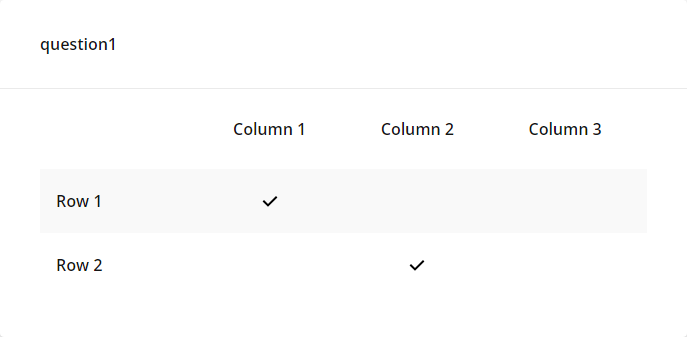 question1
Column 1 Column 2 Column 3
Row 1 ✓
Row 2 ✓